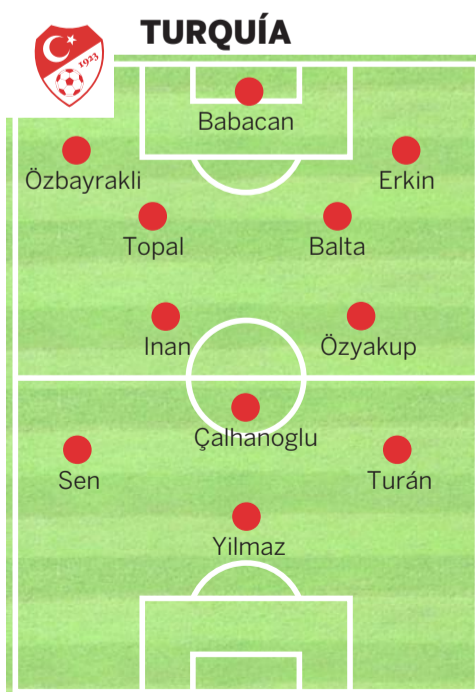 TURQUÍA
1923
Babacan
Özbayrakli
Erkin
Topal
Balta
Inan
Özyakup
Çalhanoglu
Sen
Turán
Yilmaz